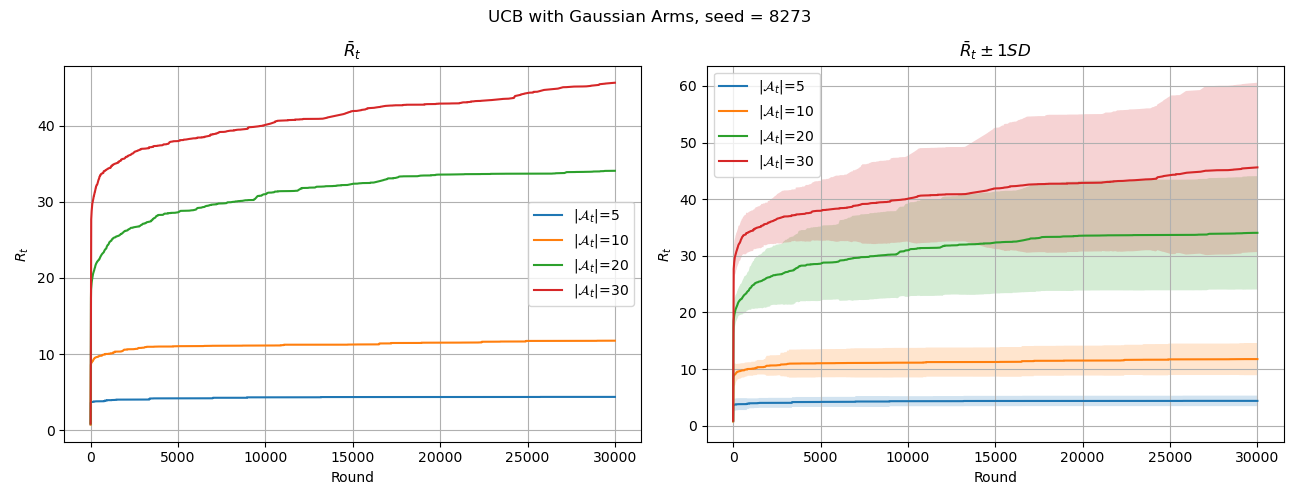 UCB with Gaussian Arms, seed = 8273
R̄ₜ
R̄ₜ ± 1SD
Rₜ
40
30
20
10
0
|𝒜ₜ|=5
|𝒜ₜ|=10
|𝒜ₜ|=20
|𝒜ₜ|=30
0 5000 10000 15000 20000 25000 30000
Round
Rₜ
60
50
40
30
20
10
0
|𝒜ₜ|=5
|𝒜ₜ|=10
|𝒜ₜ|=20
|𝒜ₜ|=30
0 5000 10000 15000 20000 25000 30000
Round